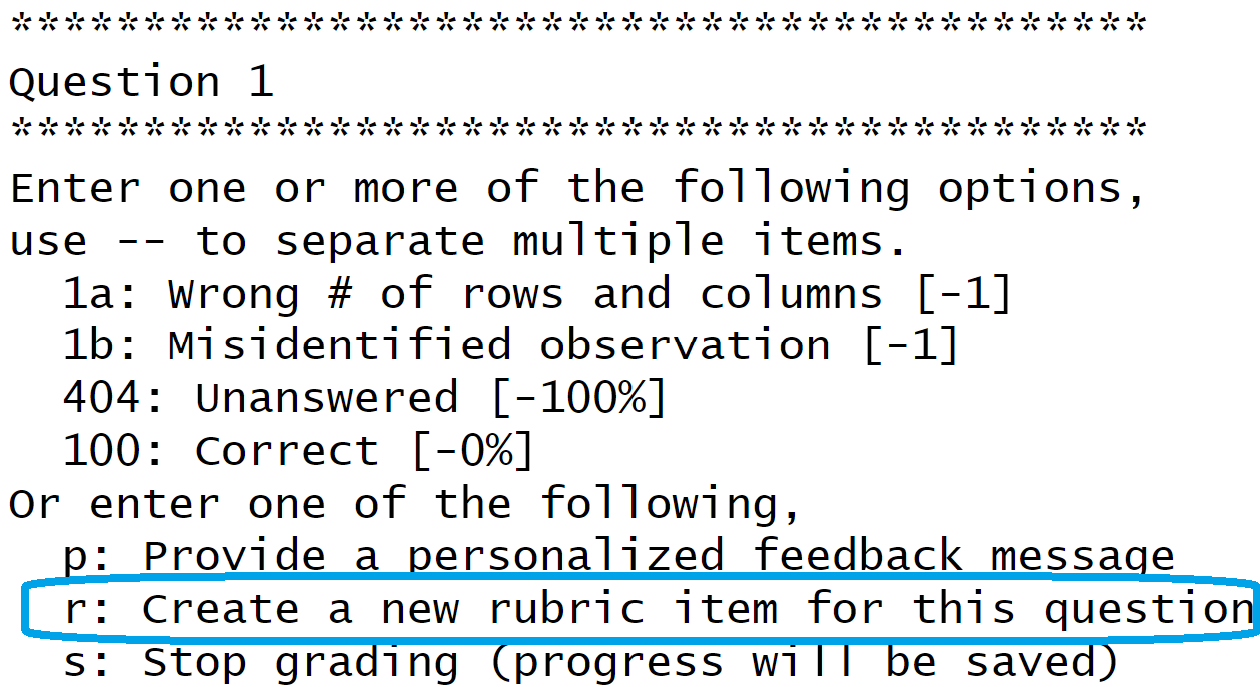 *******************************************
Question 1
*******************************************
Enter one or more of the following options,
use -- to separate multiple items.
  1a: Wrong # of rows and columns [-1]
  1b: Misidentified observation [-1]
  404: Unanswered [-100%]
  100: Correct [-0%]
Or enter one of the following,
  p: Provide a personalized feedback message
  r: Create a new rubric item for this question
  s: Stop grading (progress will be saved)